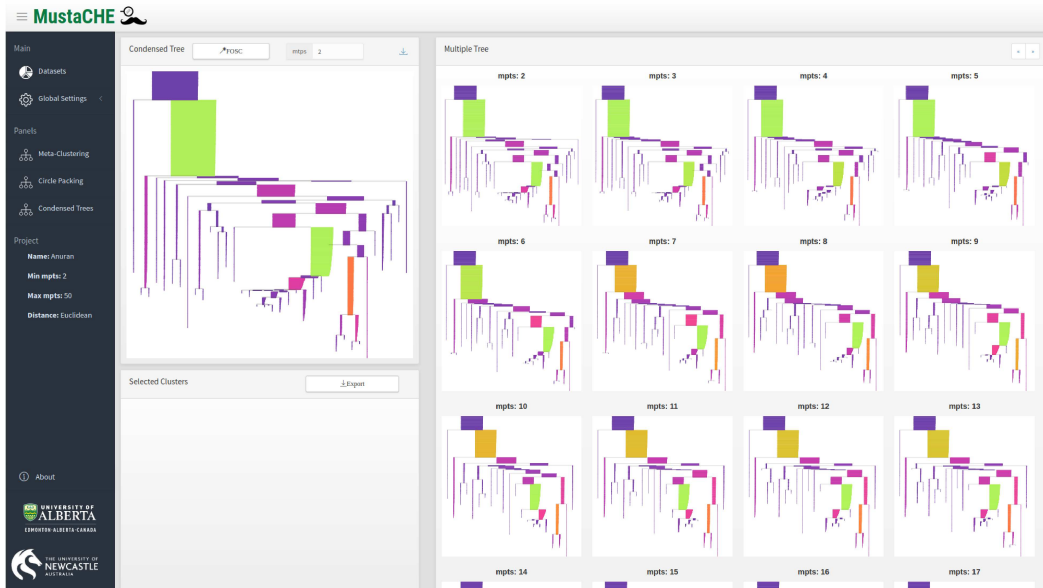 MustaCHE
Main
Datasets
Global Settings
Panels
Meta-Clustering
Circle Packing
Condensed Trees
Project
Name: Anuran
Min mpts: 2
Max mpts: 50
Distance: Euclidean
About
UNIVERSITY OF
ALBERTA
EDMONTON·ALBERTA·CANADA
THE UNIVERSITY OF
NEWCASTLE
AUSTRALIA
Condensed Tree
FOSC
mtps 2
Selected Clusters
Export
Multiple Tree
mpts: 2 mpts: 3 mpts: 4 mpts: 5
mpts: 6 mpts: 7 mpts: 8 mpts: 9
mpts: 10 mpts: 11 mpts: 12 mpts: 13
mpts: 14 mpts: 15 mpts: 16 mpts: 17